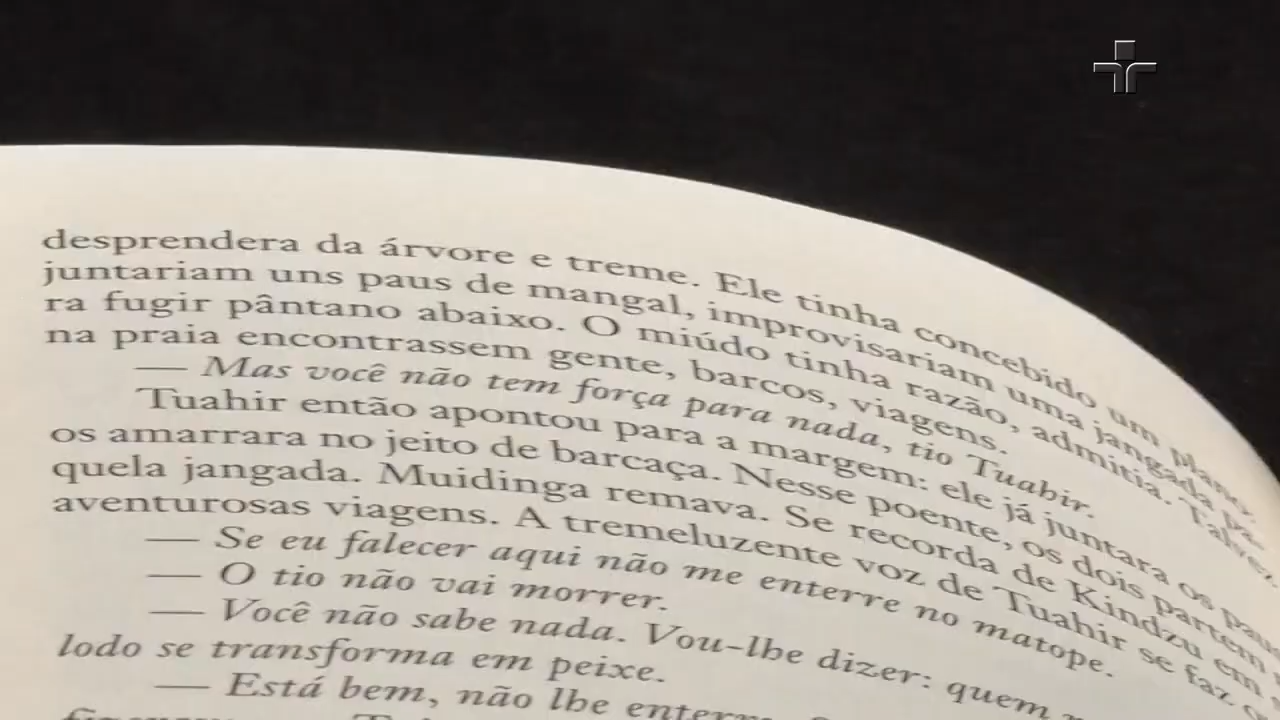 desprendera da árvore e treme. Ele tinha concebido um plano:
juntariam uns paus de mangal, improvisariam uma jangada pa-
ra fugir pântano abaixo. O miúdo tinha razão, admitia. Talvez
na praia encontrassem gente, barcos, viagens.
— Mas você não tem força para nada, tio Tuahir.
Tuahir então apontou para a margem: ele já juntara os paus
os amarrara no jeito de barcaça. Nesse poente, os dois partem
quela jangada. Muidinga remava. Se recorda de Kindzu em
aventurosas viagens. A tremeluzente voz de Tuahir se faz
— Se eu falecer aqui não me enterre no matope.
— O tio não vai morrer.
— Você não sabe nada. Vou-lhe dizer: quem
lodo se transforma em peixe.
— Está bem, não lhe